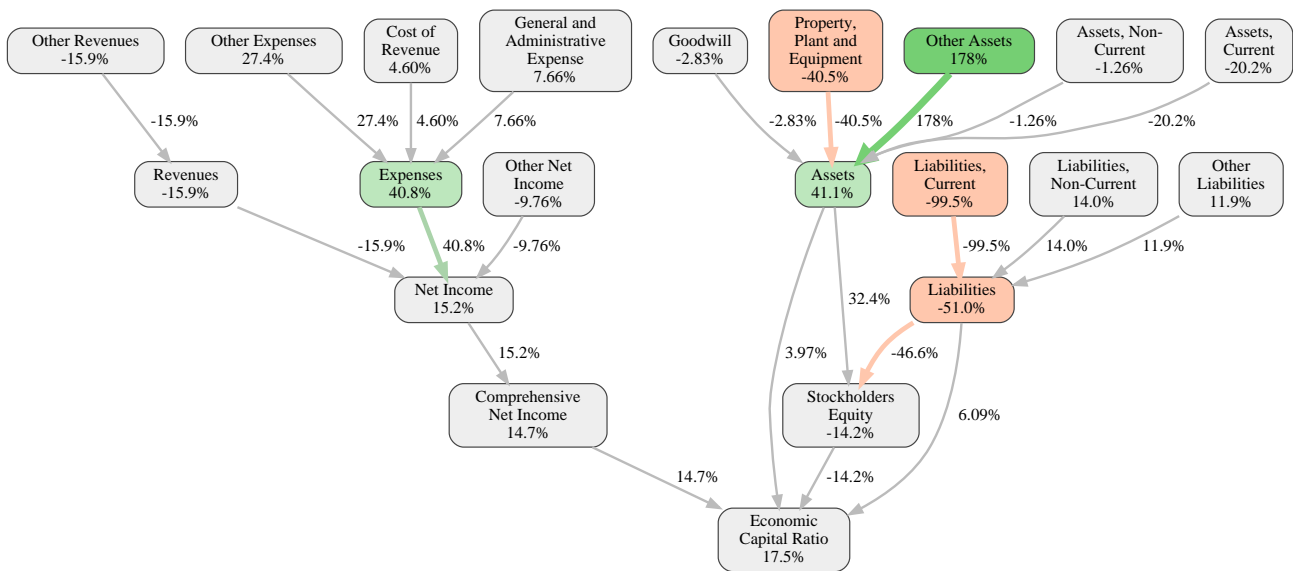 Other Revenues
-15.9%
Other Expenses
27.4%
Cost of
Revenue
4.60%
General and
Administrative
Expense
7.66%
Goodwill
-2.83%
Property,
Plant and
Equipment
-40.5%
Other Assets
178%
Assets, Non-
Current
-1.26%
Assets,
Current
-20.2%
-15.9%
27.4%
4.60%
7.66%
-2.83%
-40.5%
178%
-1.26%
-20.2%
Revenues
-15.9%
Expenses
40.8%
Other Net
Income
-9.76%
Assets
41.1%
Liabilities,
Current
-99.5%
Liabilities,
Non-Current
14.0%
Other
Liabilities
11.9%
-15.9%
40.8%
-9.76%
-99.5%
14.0%
11.9%
Net Income
15.2%
32.4%
Liabilities
-51.0%
15.2%
3.97%
-46.6%
Comprehensive
Net Income
14.7%
Stockholders
Equity
-14.2%
6.09%
14.7%
-14.2%
Economic
Capital Ratio
17.5%